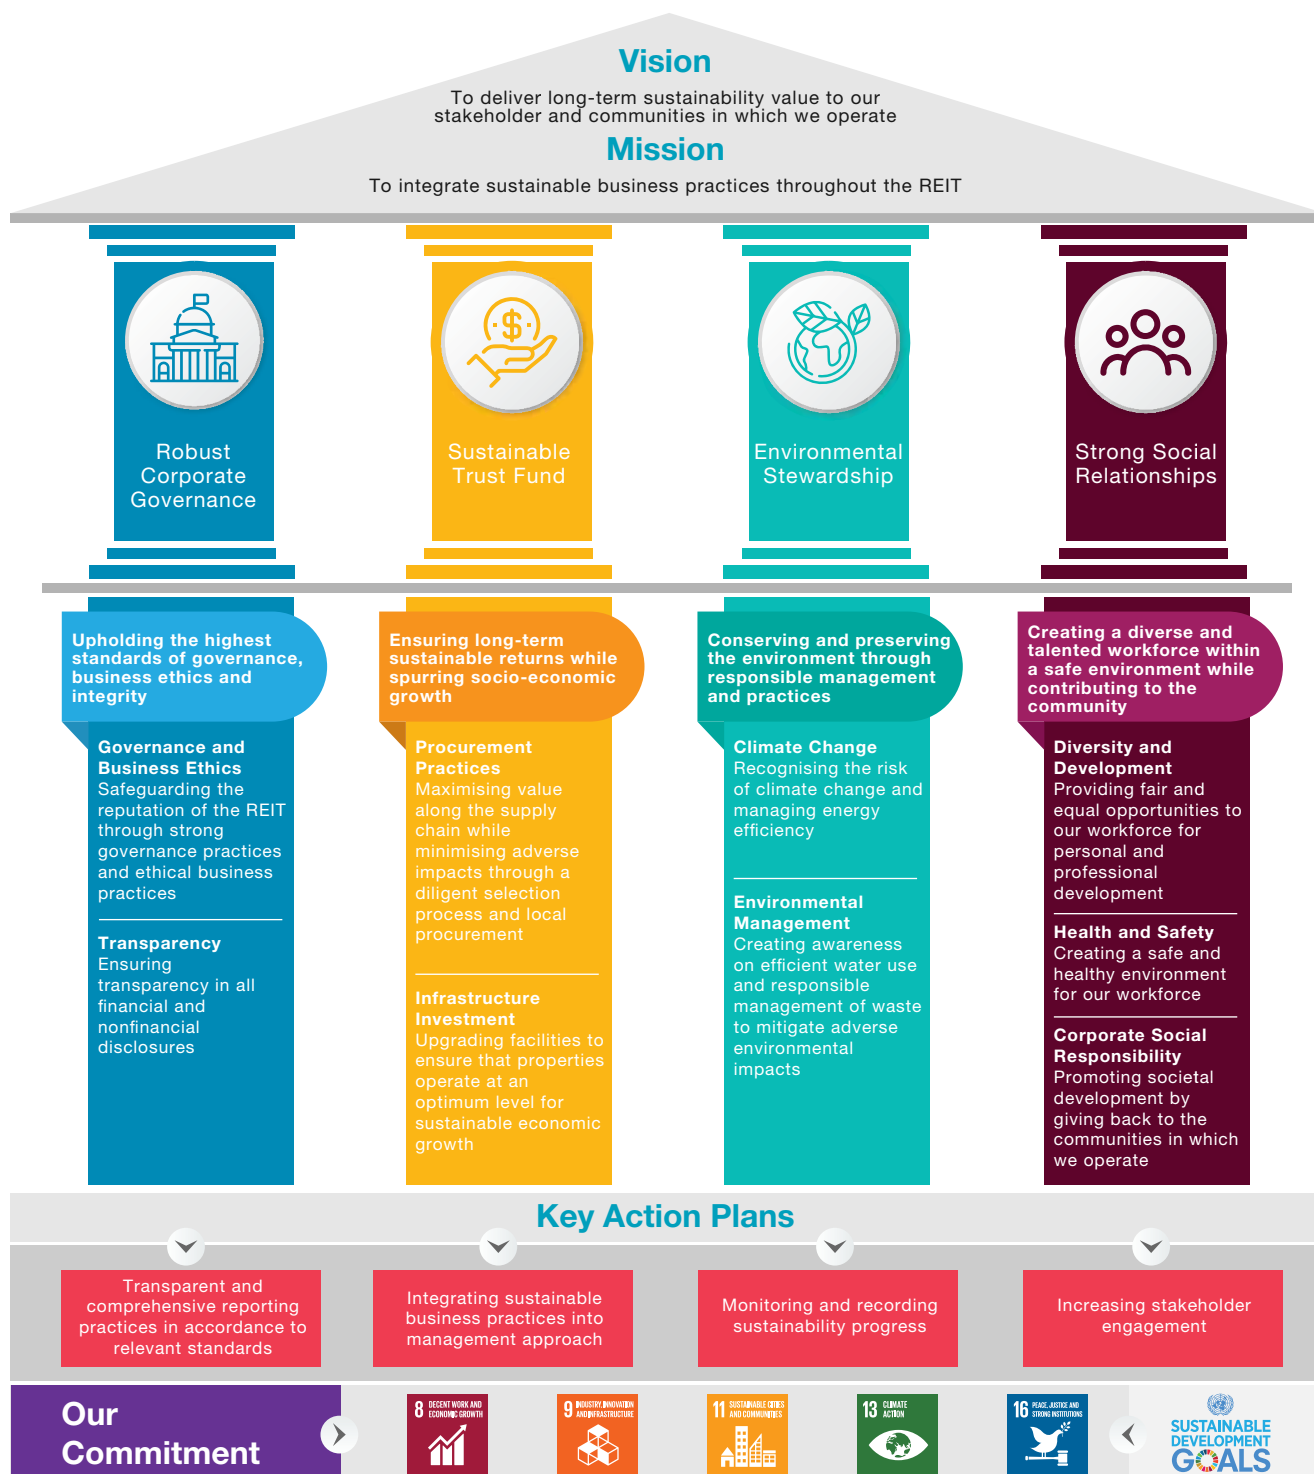 Vision
To deliver long-term sustainability value to our
stakeholder and communities in which we operate
Mission
To integrate sustainable business practices throughout the REIT
Robust
Corporate
Governance
Sustainable
Trust Fund
Environmental
Stewardship
Strong Social
Relationships
Upholding the highest
standards of governance,
business ethics and
integrity
Governance and
Business Ethics
Safeguarding the
reputation of the REIT
through strong
governance practices
and ethical business
practices
Transparency
Ensuring
transparency in all
financial and
nonfinancial
disclosures
Ensuring long-term
sustainable returns while
spurring socio-economic
growth
Procurement
Practices
Maximising value
along the supply
chain while
minimising adverse
impacts through a
diligent selection
process and local
procurement
Infrastructure
Investment
Upgrading facilities to
ensure that properties
operate at an
optimum level for
sustainable economic
growth
Conserving and preserving
the environment through
responsible management
and practices
Climate Change
Recognising the risk
of climate change and
managing energy
efficiency
Environmental
Management
Creating awareness
on efficient water use
and responsible
management of waste
to mitigate adverse
environmental
impacts
Creating a diverse and
talented workforce within
a safe environment while
contributing to the
community
Diversity and
Development
Providing fair and
equal opportunities to
our workforce for
personal and
professional
development
Health and Safety
Creating a safe and
healthy environment
for our workforce
Corporate Social
Responsibility
Promoting societal
development by
giving back to the
communities in which
we operate
Key Action Plans
Transparent and
comprehensive reporting
practices in accordance to
relevant standards
Integrating sustainable
business practices into
management approach
Monitoring and recording
sustainability progress
Increasing stakeholder
engagement
Our
Commitment
8 DECENT WORK AND
ECONOMIC GROWTH
9 INDUSTRY, INNOVATION
AND INFRASTRUCTURE
11 SUSTAINABLE CITIES
AND COMMUNITIES
13 CLIMATE
ACTION
16 PEACE, JUSTICE AND
STRONG INSTITUTIONS
SUSTAINABLE
DEVELOPMENT
GOALS